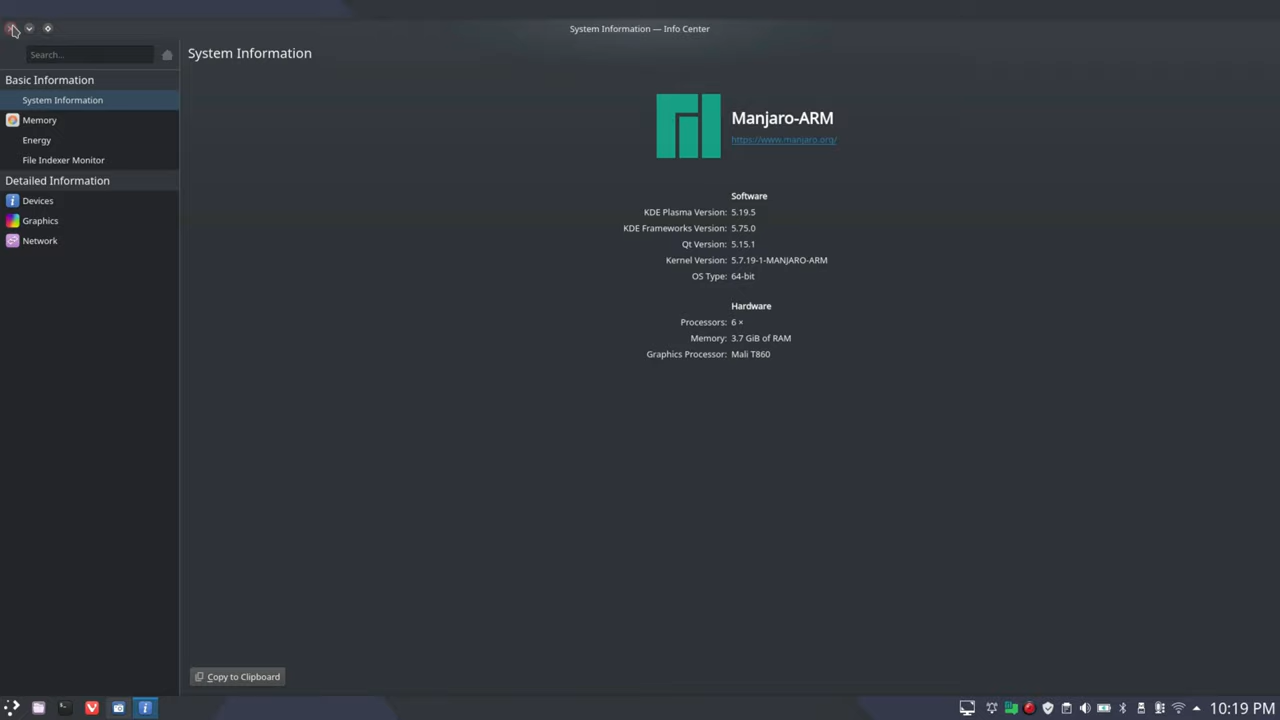 System Information — Info Center
Search...
System Information
Basic Information
System Information
Memory
Energy
File Indexer Monitor
Detailed Information
Devices
Graphics
Network
Manjaro-ARM
https://www.manjaro.org/
Software
KDE Plasma Version: 5.19.5
KDE Frameworks Version: 5.75.0
Qt Version: 5.15.1
Kernel Version: 5.7.19-1-MANJARO-ARM
OS Type: 64-bit
Hardware
Processors: 6 ×
Memory: 3.7 GiB of RAM
Graphics Processor: Mali T860
Copy to Clipboard
10:19 PM